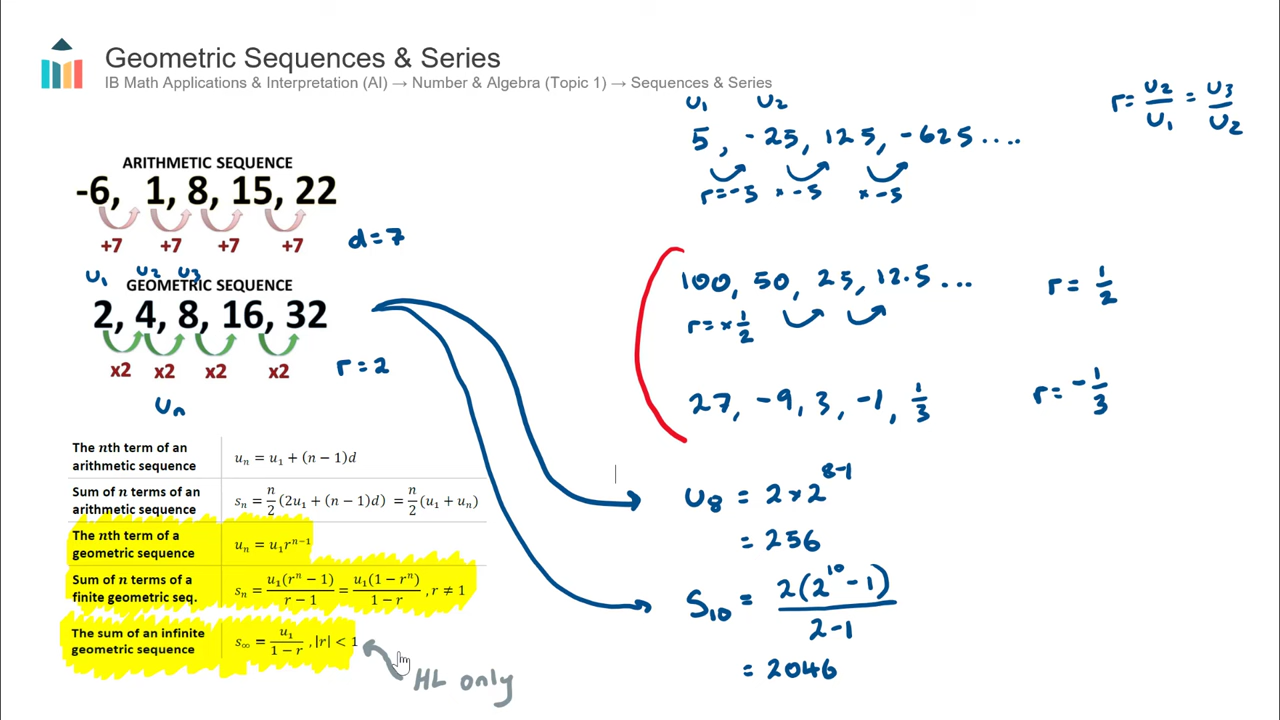 Geometric Sequences & Series
IB Math Applications & Interpretation (AI) → Number & Algebra (Topic 1) → Sequences & Series
ARITHMETIC SEQUENCE
-6, 1, 8, 15, 22
+7 +7 +7 +7
d=7
u₁ u₂ u₃
GEOMETRIC SEQUENCE
2, 4, 8, 16, 32
x2 x2 x2 x2
r=2
uₙ
The nth term of an
arithmetic sequence
uₙ = u₁ + (n − 1)d
Sum of n terms of an
arithmetic sequence
sₙ = n/2 (2u₁ + (n − 1)d) = n/2 (u₁ + uₙ)
The nth term of a
geometric sequence
uₙ = u₁rⁿ⁻¹
Sum of n terms of a
finite geometric seq.
sₙ = u₁(rⁿ − 1)/(r − 1) = u₁(1 − rⁿ)/(1 − r) , r ≠ 1
The sum of an infinite
geometric sequence
s∞ = u₁/(1 − r) , |r| < 1
HL only
u₁ u₂
5, -25, 125, -625 ....
r=-5 ×-5 ×-5
r= u₂/u₁ = u₃/u₂
100, 50, 25, 12.5 ...
r=×1/2
r= 1/2
27, -9, 3, -1, 1/3
r= -1/3
u₈ = 2×2⁸⁻¹
= 256
S₁₀ = 2(2¹⁰-1)/(2-1)
= 2046